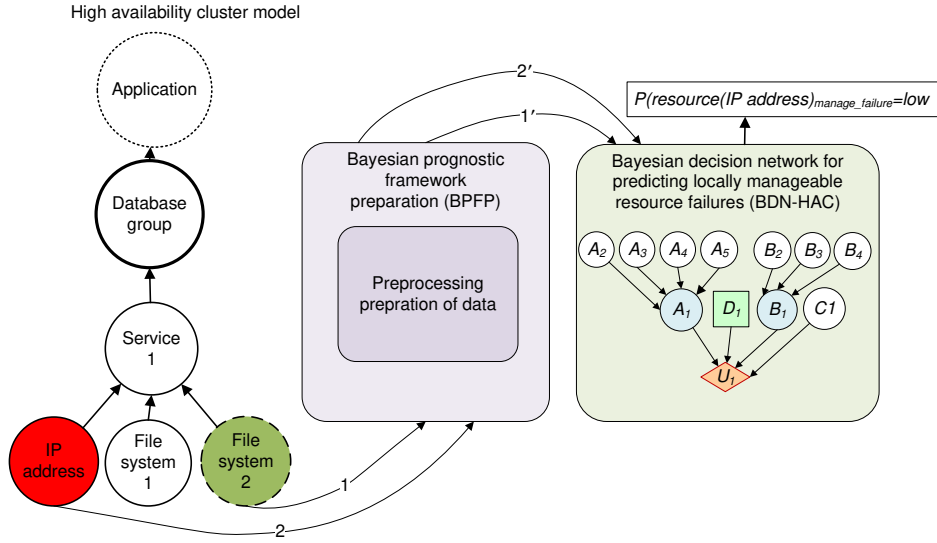 High availability cluster model
Application
Database
group
Service
1
IP
address
File
system
1
File
system
2
1
2
2′
1′
Bayesian prognostic
framework
preparation (BPFP)
Preprocessing
prepration of data
P(resource(IP address)manage_failure=low
Bayesian decision network for
predicting locally manageable
resource failures (BDN-HAC)
A2 A3 A4 A5 B2 B3 B4
A1 D1 B1 C1
U1